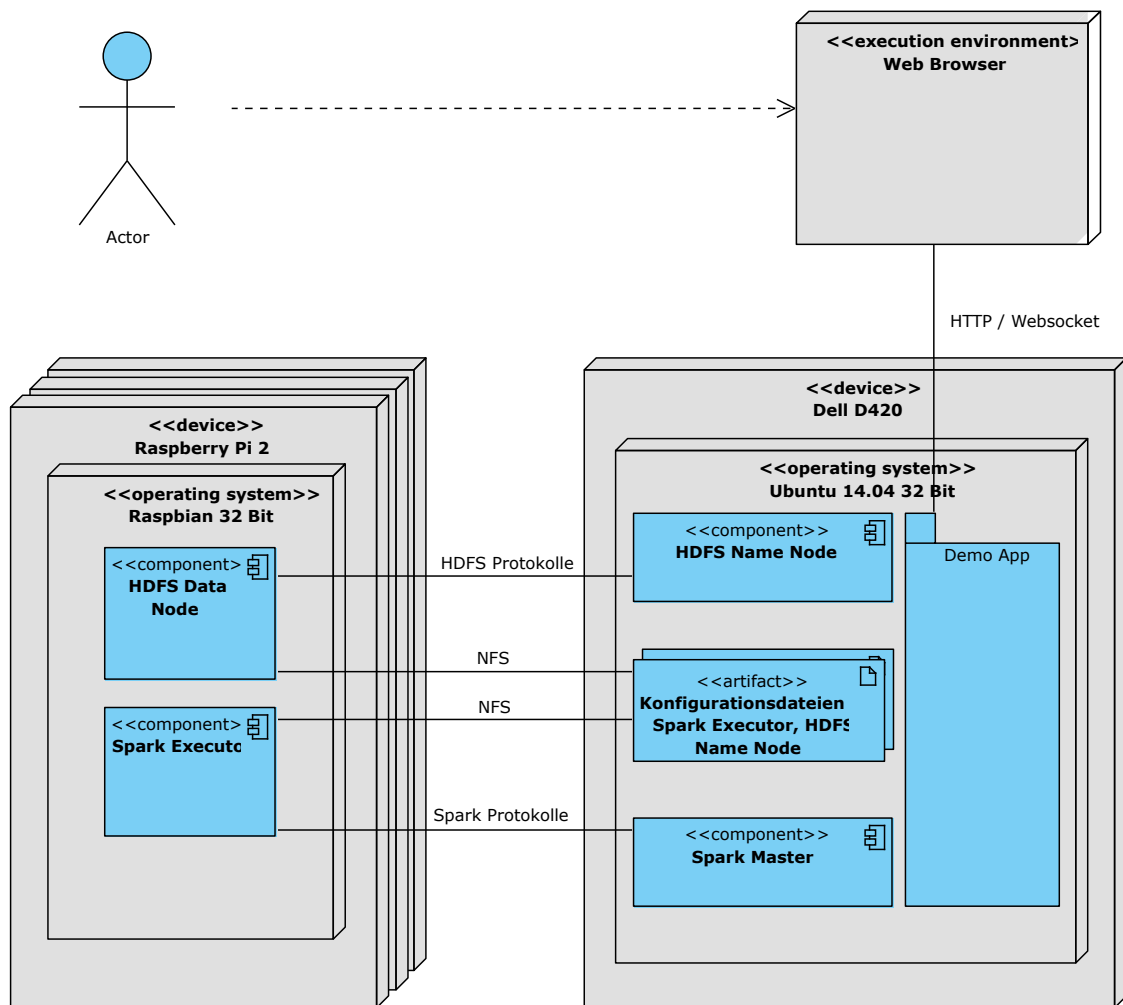 <<execution environment>
Web Browser
Actor
HTTP / Websocket
<<device>>
Raspberry Pi 2
<<operating system>>
Raspbian 32 Bit
<<component>
HDFS Data
Node
<<component>
Spark Executo
HDFS Protokolle
NFS
NFS
Spark Protokolle
<<device>>
Dell D420
<<operating system>>
Ubuntu 14.04 32 Bit
<<component>>
HDFS Name Node
Demo App
<<artifact>>
Konfigurationsdateien
Spark Executor, HDFS
Name Node
<<component>>
Spark Master